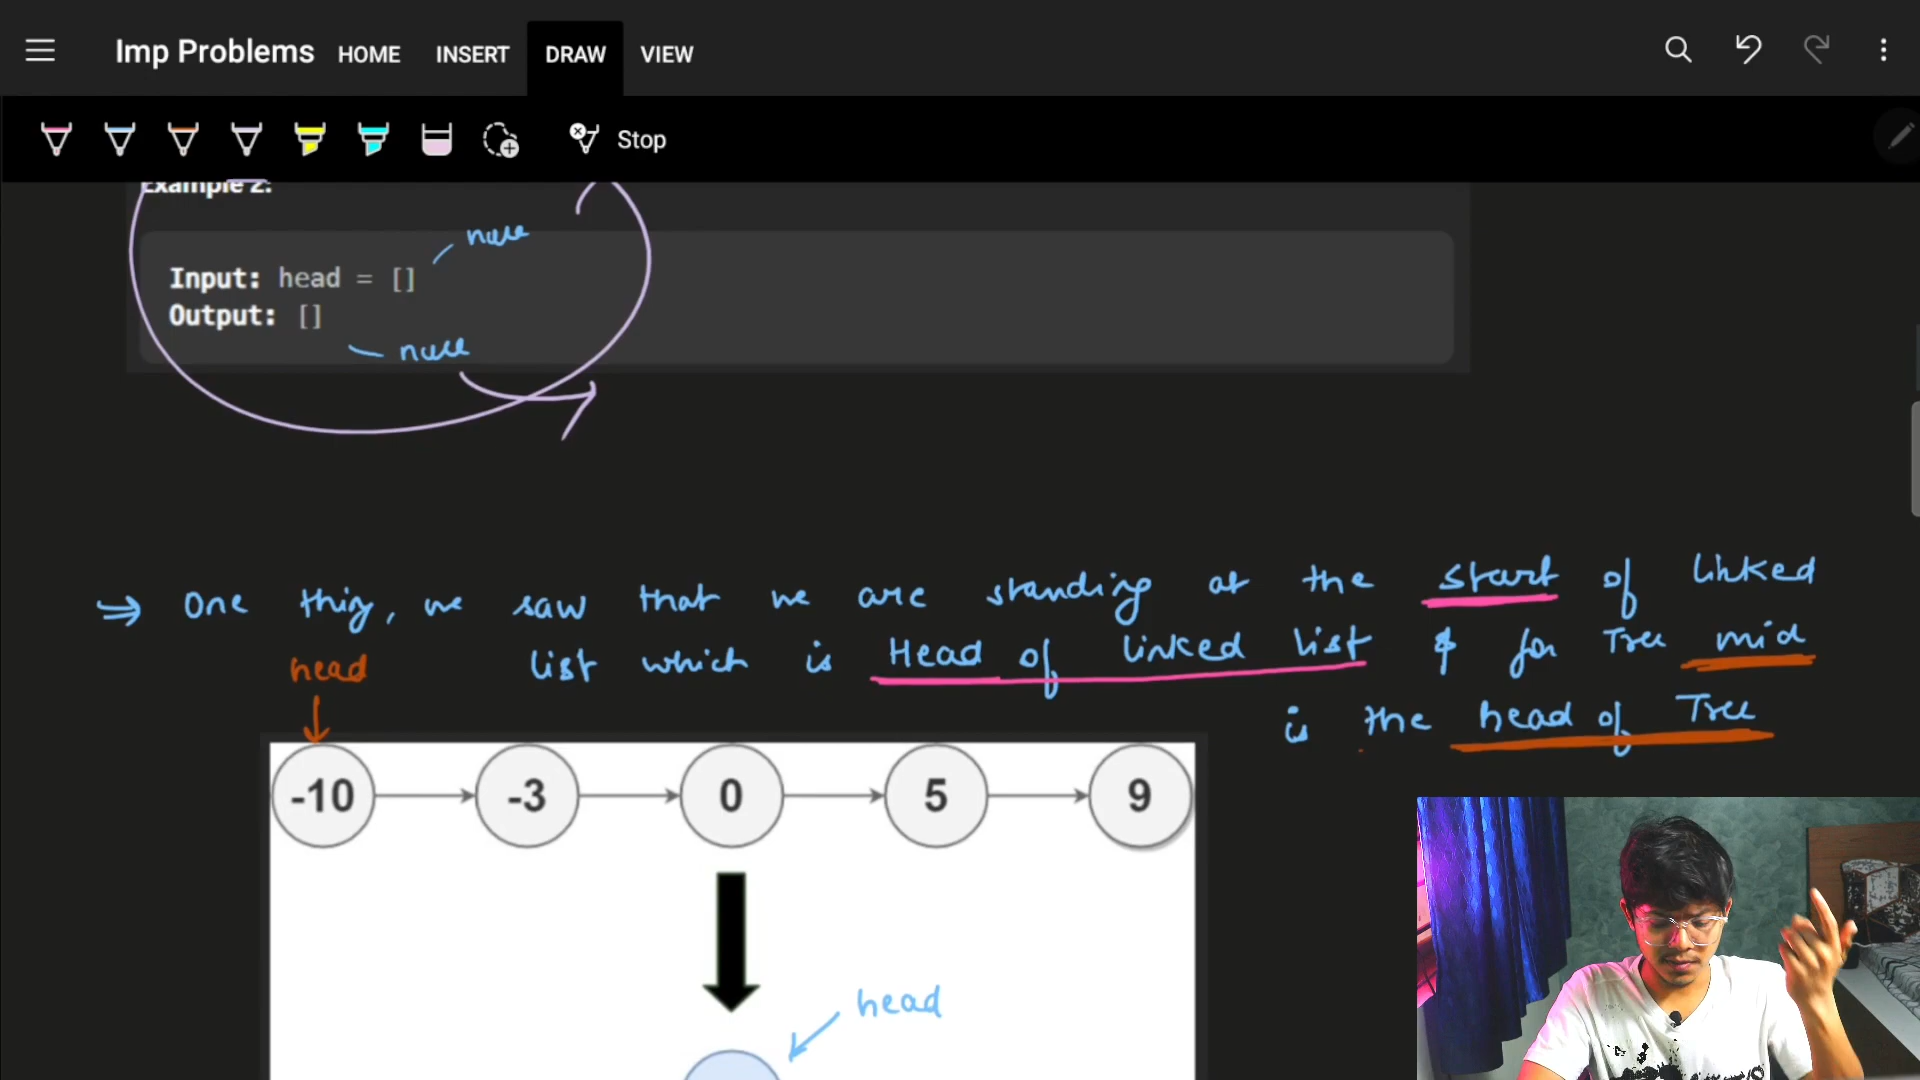 Imp Problems HOME INSERT DRAW VIEW
Stop
Example 2:
null
Input: head = []
Output: []
null
⇒ One thing, we saw that we are standing at the start of linked
list which is Head of linked list & for Tree mid
is the head of Tree
head
-10 -3 0 5 9
head